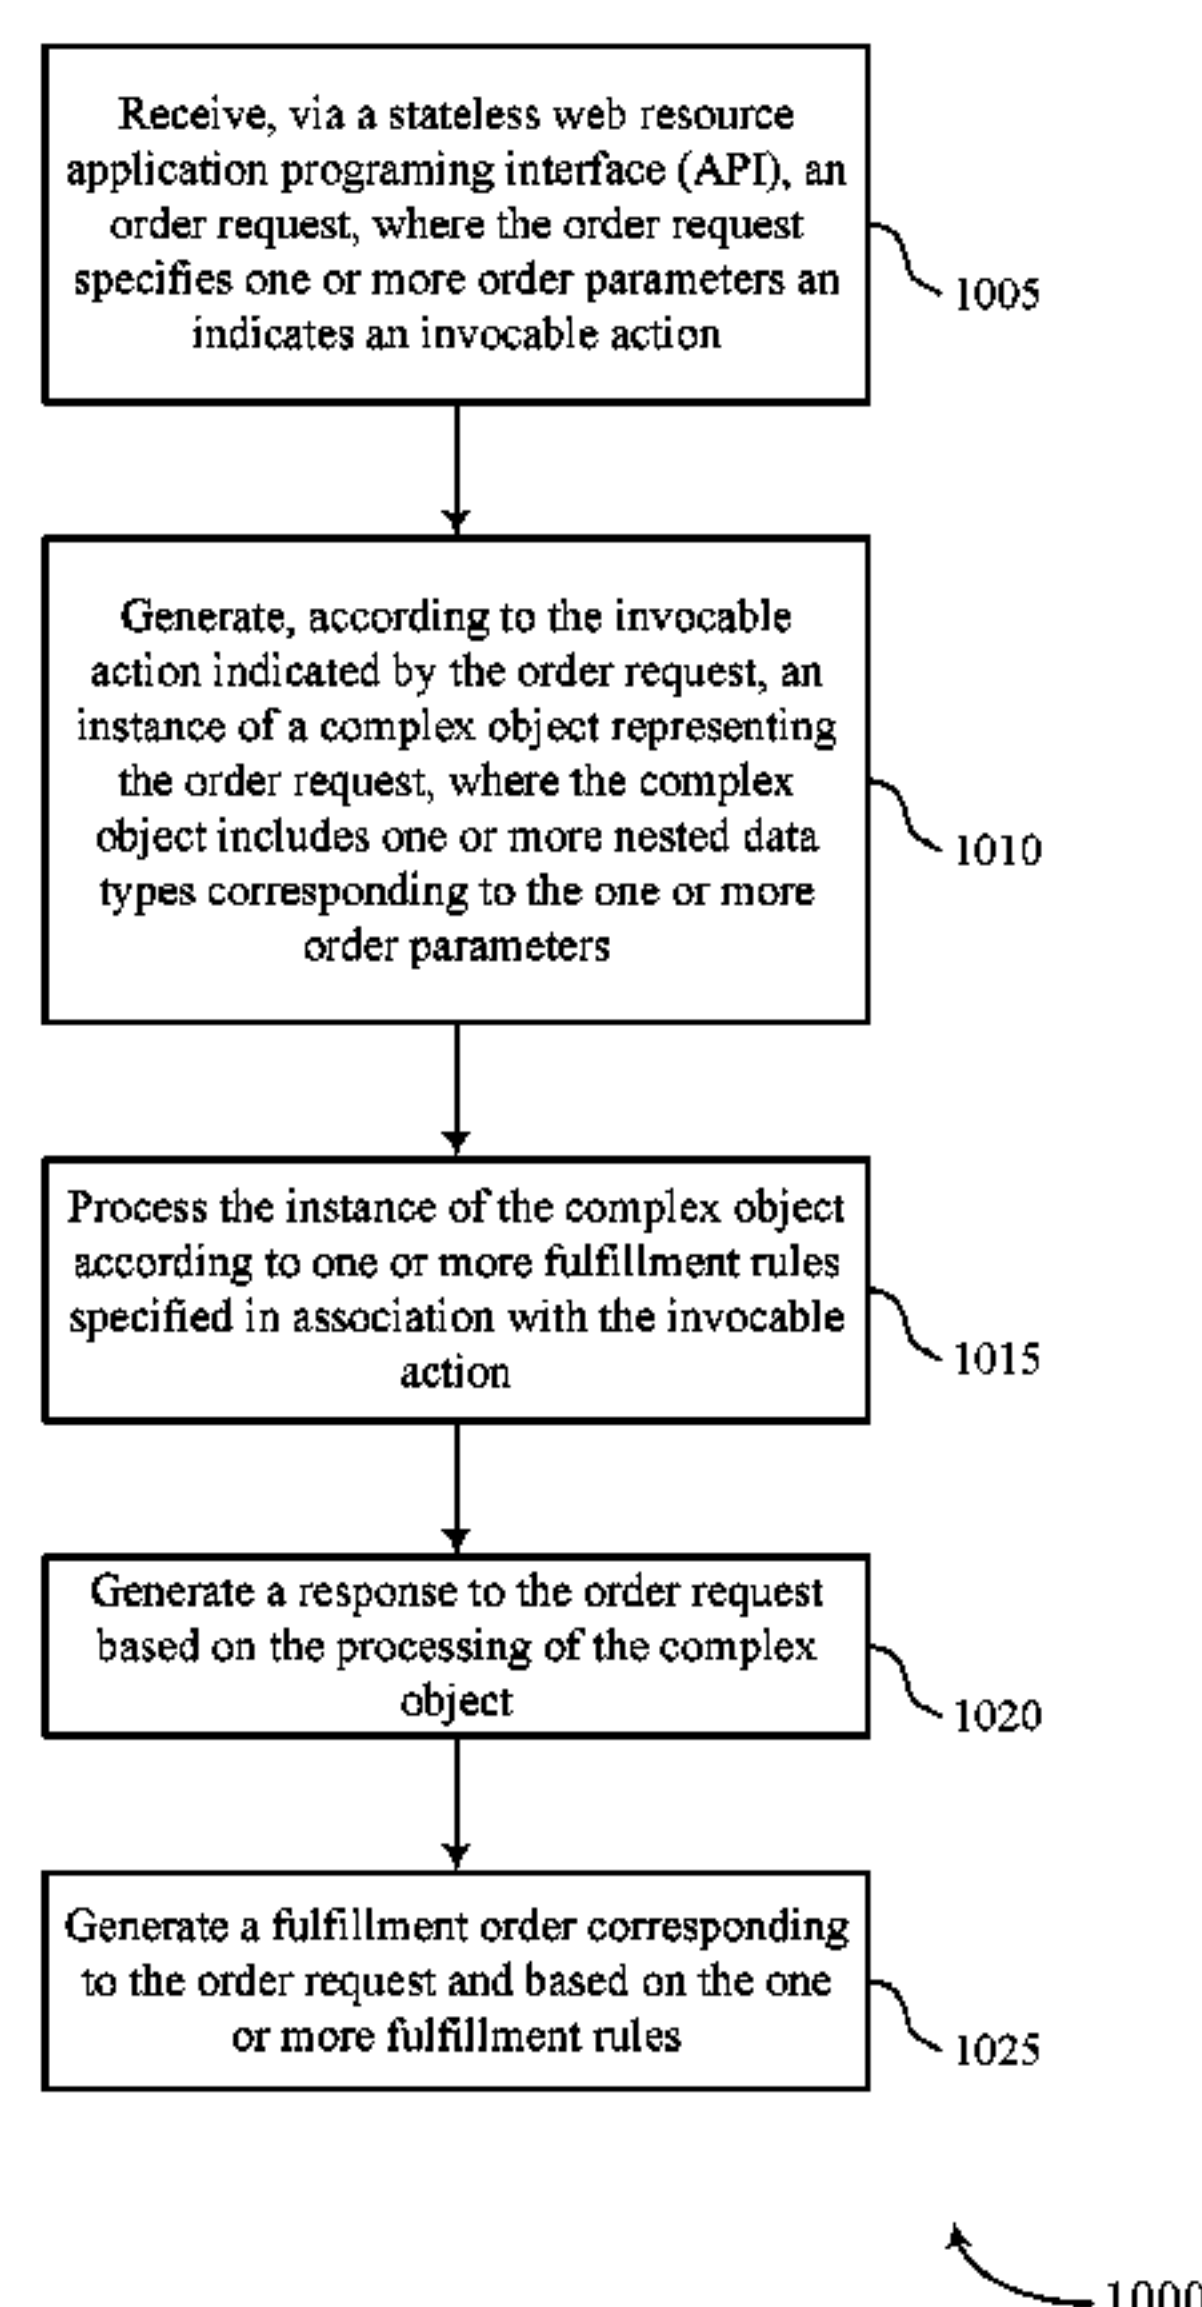 Receive, via a stateless web resource
application programing interface (API), an
order request, where the order request
specifies one or more order parameters an
indicates an invocable action
1005
Generate, according to the invocable
action indicated by the order request, an
instance of a complex object representing
the order request, where the complex
object includes one or more nested data
types corresponding to the one or more
order parameters
1010
Process the instance of the complex object
according to one or more fulfillment rules
specified in association with the invocable
action
1015
Generate a response to the order request
based on the processing of the complex
object
1020
Generate a fulfillment order corresponding
to the order request and based on the one
or more fulfillment rules
1025
1000